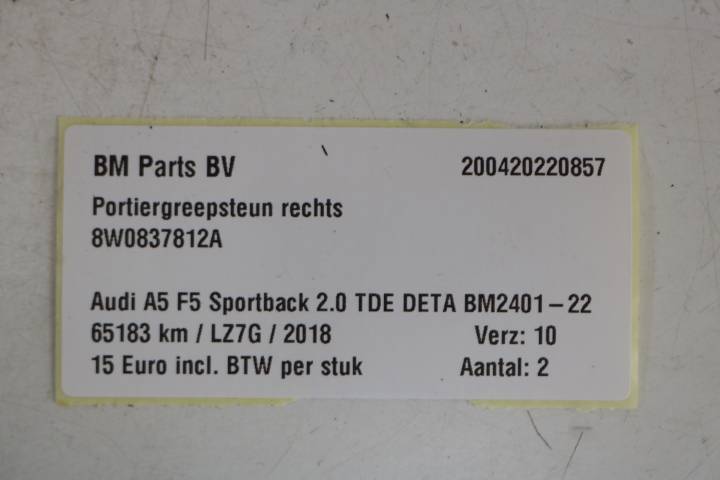 BM Parts BV 200420220857
Portiergreepsteun rechts
8W0837812A
Audi A5 F5 Sportback 2.0 TDE DETA BM2401-22
65183 km / LZ7G / 2018 Verz: 10
15 Euro incl. BTW per stuk Aantal: 2